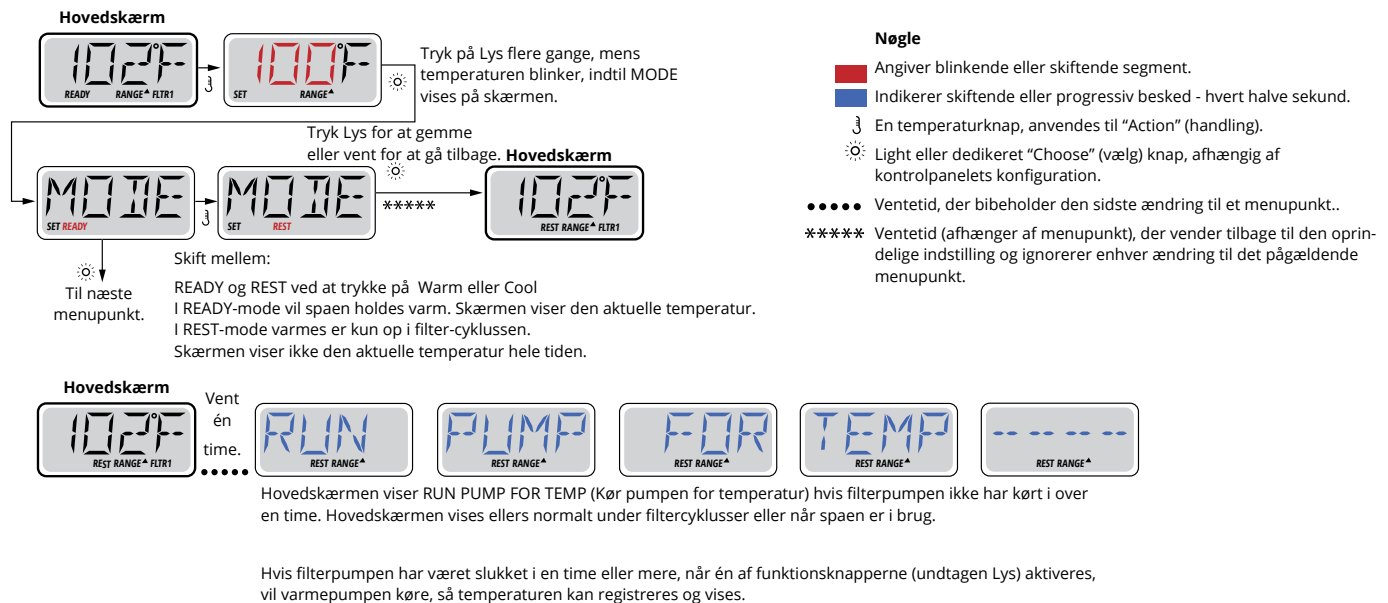 Hovedskærm
102°F
READY RANGE▲ FLTR1
100°F
SET RANGE▲
Tryk på Lys flere gange, mens
temperaturen blinker, indtil MODE
vises på skærmen.
Tryk Lys for at gemme
eller vent for at gå tilbage.
MODE
SET READY
MODE
SET REST
*****
Hovedskærm
102°F
REST RANGE▲ FLTR1
Til næste
menupunkt.
Skift mellem:
READY og REST ved at trykke på Warm eller Cool
I READY-mode vil spaen holdes varm. Skærmen viser den aktuelle temperatur.
I REST-mode varmes er kun op i filter-cyklussen.
Skærmen viser ikke den aktuelle temperatur hele tiden.
Nøgle
Angiver blinkende eller skiftende segment.
Indikerer skiftende eller progressiv besked - hvert halve sekund.
En temperaturknap, anvendes til “Action” (handling).
Light eller dedikeret “Choose” (vælg) knap, afhængig af
kontrolpanelets konfiguration.
••••• Ventetid, der bibeholder den sidste ændring til et menupunkt..
***** Ventetid (afhænger af menupunkt), der vender tilbage til den oprin-
delige indstilling og ignorerer enhver ændring til det pågældende
menupunkt.
Hovedskærm
102°F
REST RANGE▲ FLTR1
Vent
én
time.
•••••
RUN
REST RANGE▲
PUMP
REST RANGE▲
FOR
REST RANGE▲
TEMP
REST RANGE▲
-- -- -- --
REST RANGE▲
Hovedskærmen viser RUN PUMP FOR TEMP (Kør pumpen for temperatur) hvis filterpumpen ikke har kørt i over
en time. Hovedskærmen vises ellers normalt under filtercyklusser eller når spaen er i brug.
Hvis filterpumpen har været slukket i en time eller mere, når én af funktionsknapperne (undtagen Lys) aktiveres,
vil varmepumpen køre, så temperaturen kan registreres og vises.